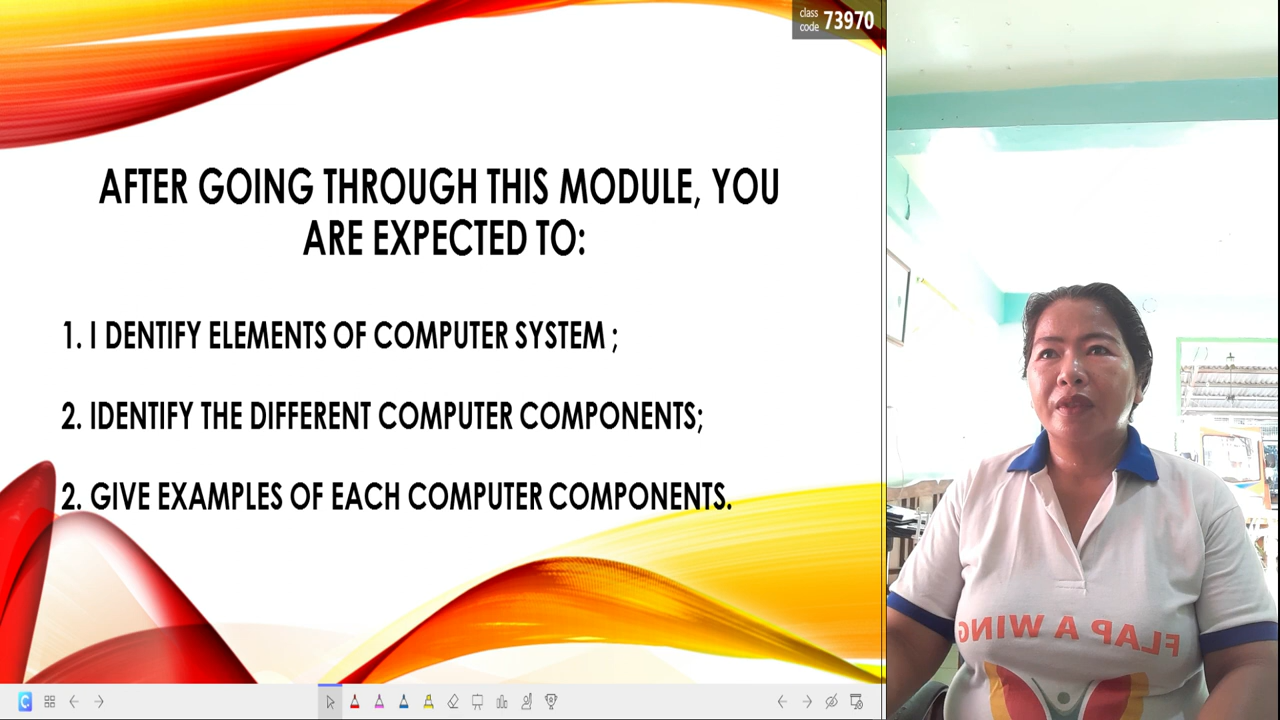 class
code 73970
AFTER GOING THROUGH THIS MODULE, YOU
ARE EXPECTED TO:
1. I DENTIFY ELEMENTS OF COMPUTER SYSTEM ;
2. IDENTIFY THE DIFFERENT COMPUTER COMPONENTS;
2. GIVE EXAMPLES OF EACH COMPUTER COMPONENTS.
FLAP A WING